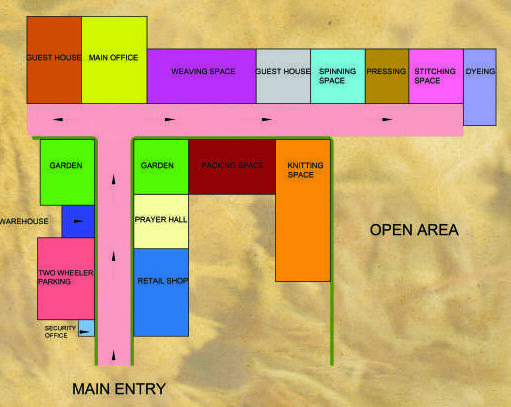 GUEST HOUSE
MAIN OFFICE
WEAVING SPACE
GUEST HOUSE
SPINNING
SPACE
PRESSING
STITCHING
SPACE
DYEING
GARDEN
GARDEN
PACKING SPACE
KNITTING
SPACE
WAREHOUSE
PRAYER HALL
OPEN AREA
TWO WHEELER
PARKING
RETAIL SHOP
SECURITY
OFFICE
MAIN ENTRY